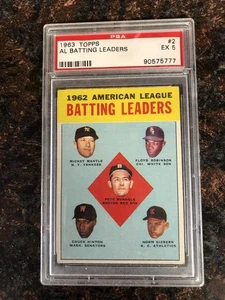 PSA
1963 TOPPS #2
AL BATTING LEADERS EX 5
90575777
1962 AMERICAN LEAGUE
BATTING LEADERS
MICKEY MANTLE
N. Y. YANKEES
FLOYD ROBINSON
CHI. WHITE SOX
PETE RUNNELS
BOSTON RED SOX
CHUCK HINTON
WASH. SENATORS
NORM SIEBERN
K. C. ATHLETICS